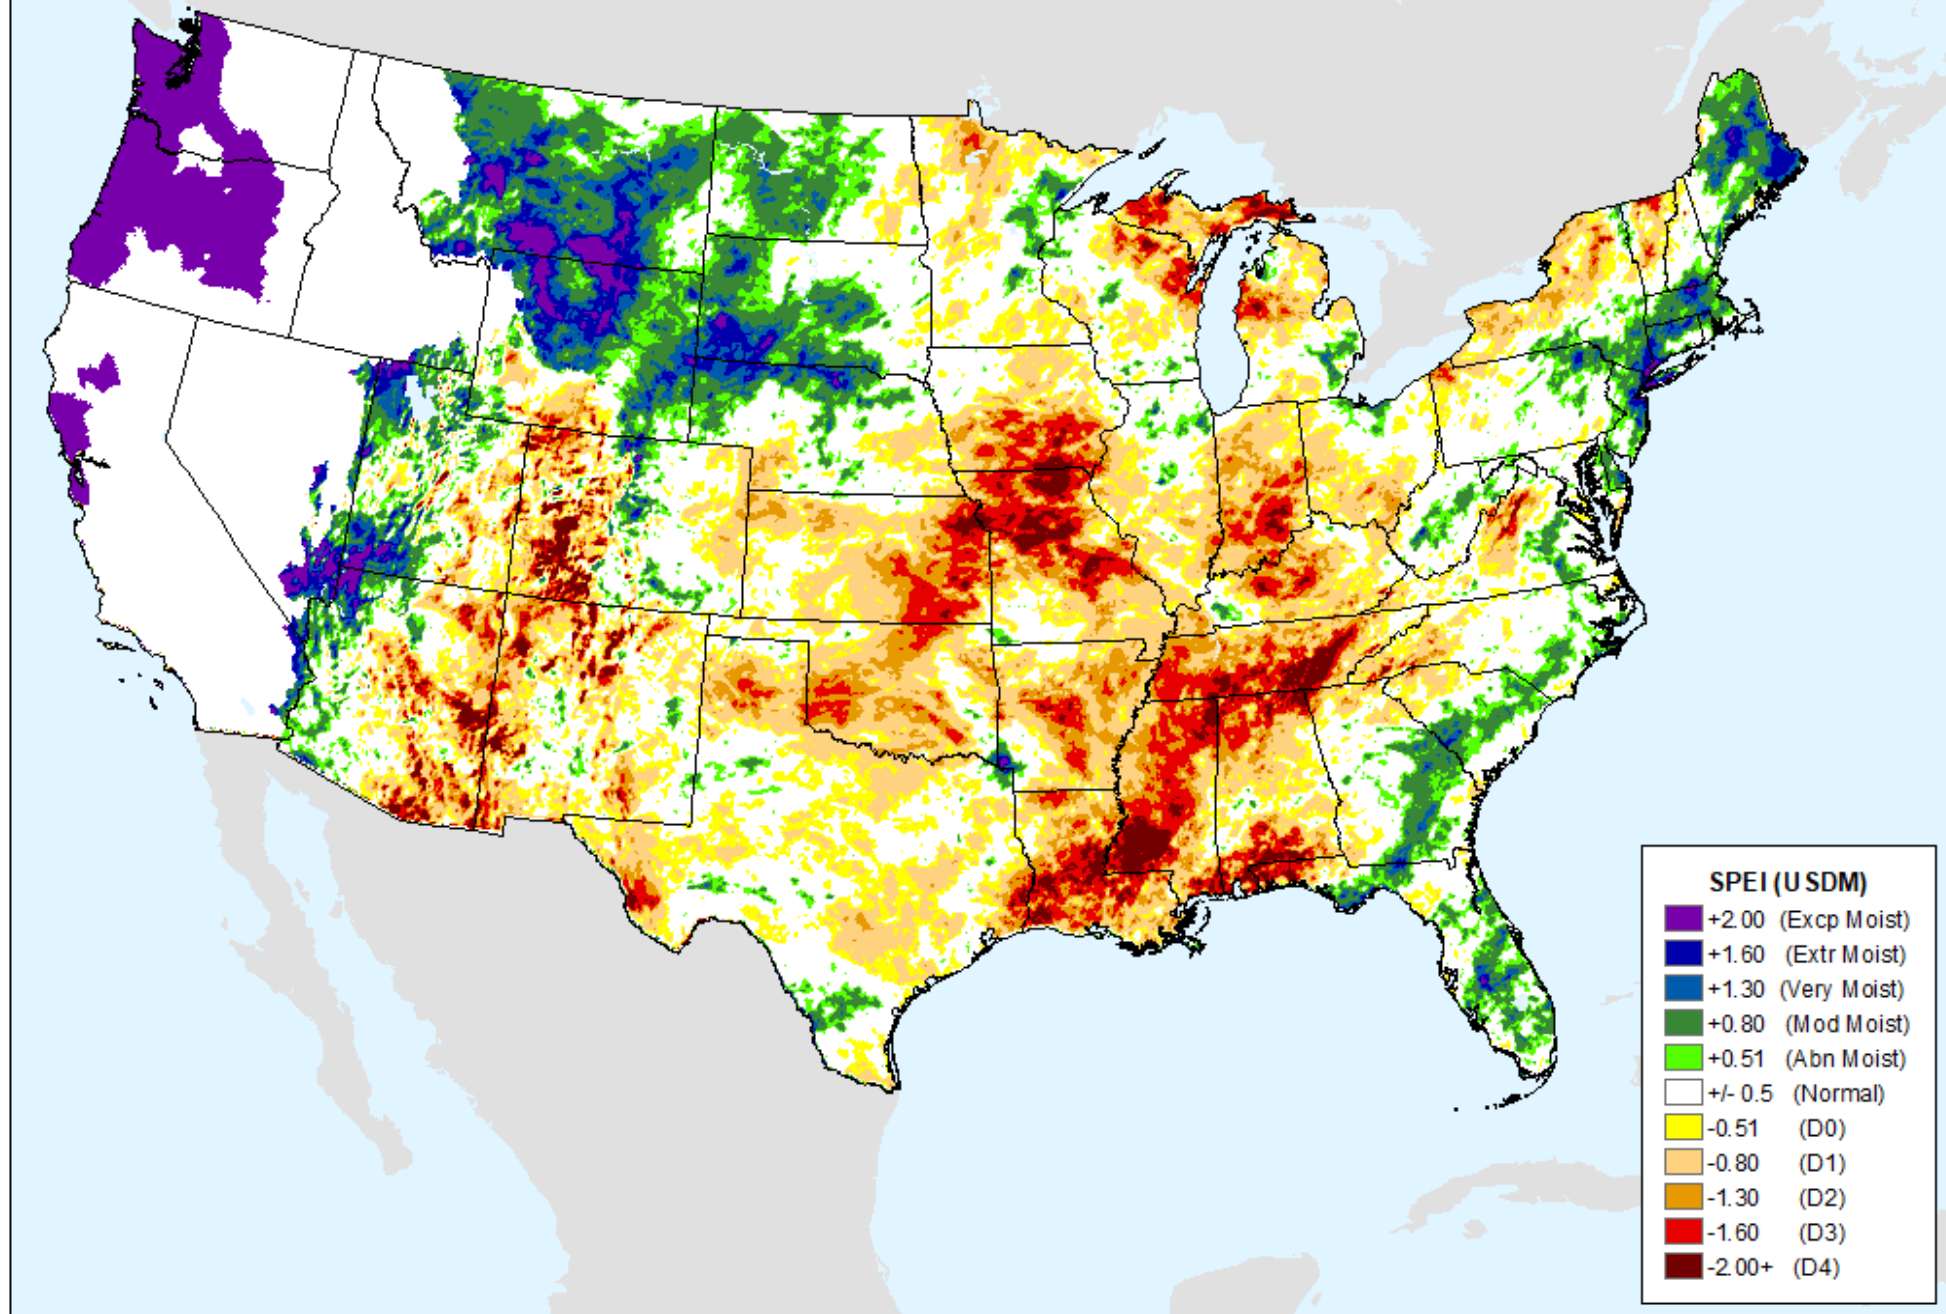 SPEI (USDM)
+2.00 (Excp Moist)
+1.60 (Extr Moist)
+1.30 (Very Moist)
+0.80 (Mod Moist)
+0.51 (Abn Moist)
+/- 0.5 (Normal)
-0.51 (D0)
-0.80 (D1)
-1.30 (D2)
-1.60 (D3)
-2.00+ (D4)